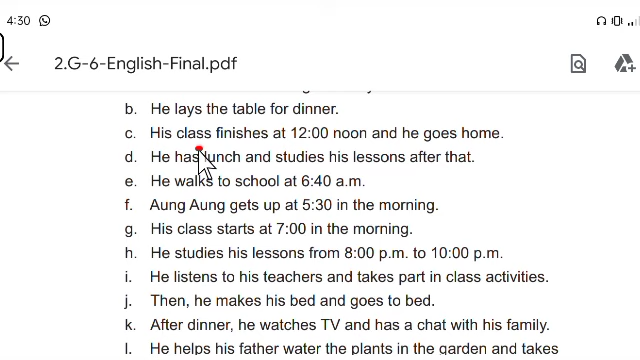 4:30
2.G-6-English-Final.pdf
b. He lays the table for dinner.
c. His class finishes at 12:00 noon and he goes home.
d. He has lunch and studies his lessons after that.
e. He walks to school at 6:40 a.m.
f. Aung Aung gets up at 5:30 in the morning.
g. His class starts at 7:00 in the morning.
h. He studies his lessons from 8:00 p.m. to 10:00 p.m.
i. He listens to his teachers and takes part in class activities.
j. Then, he makes his bed and goes to bed.
k. After dinner, he watches TV and has a chat with his family.
l. He helps his father water the plants in the garden and takes